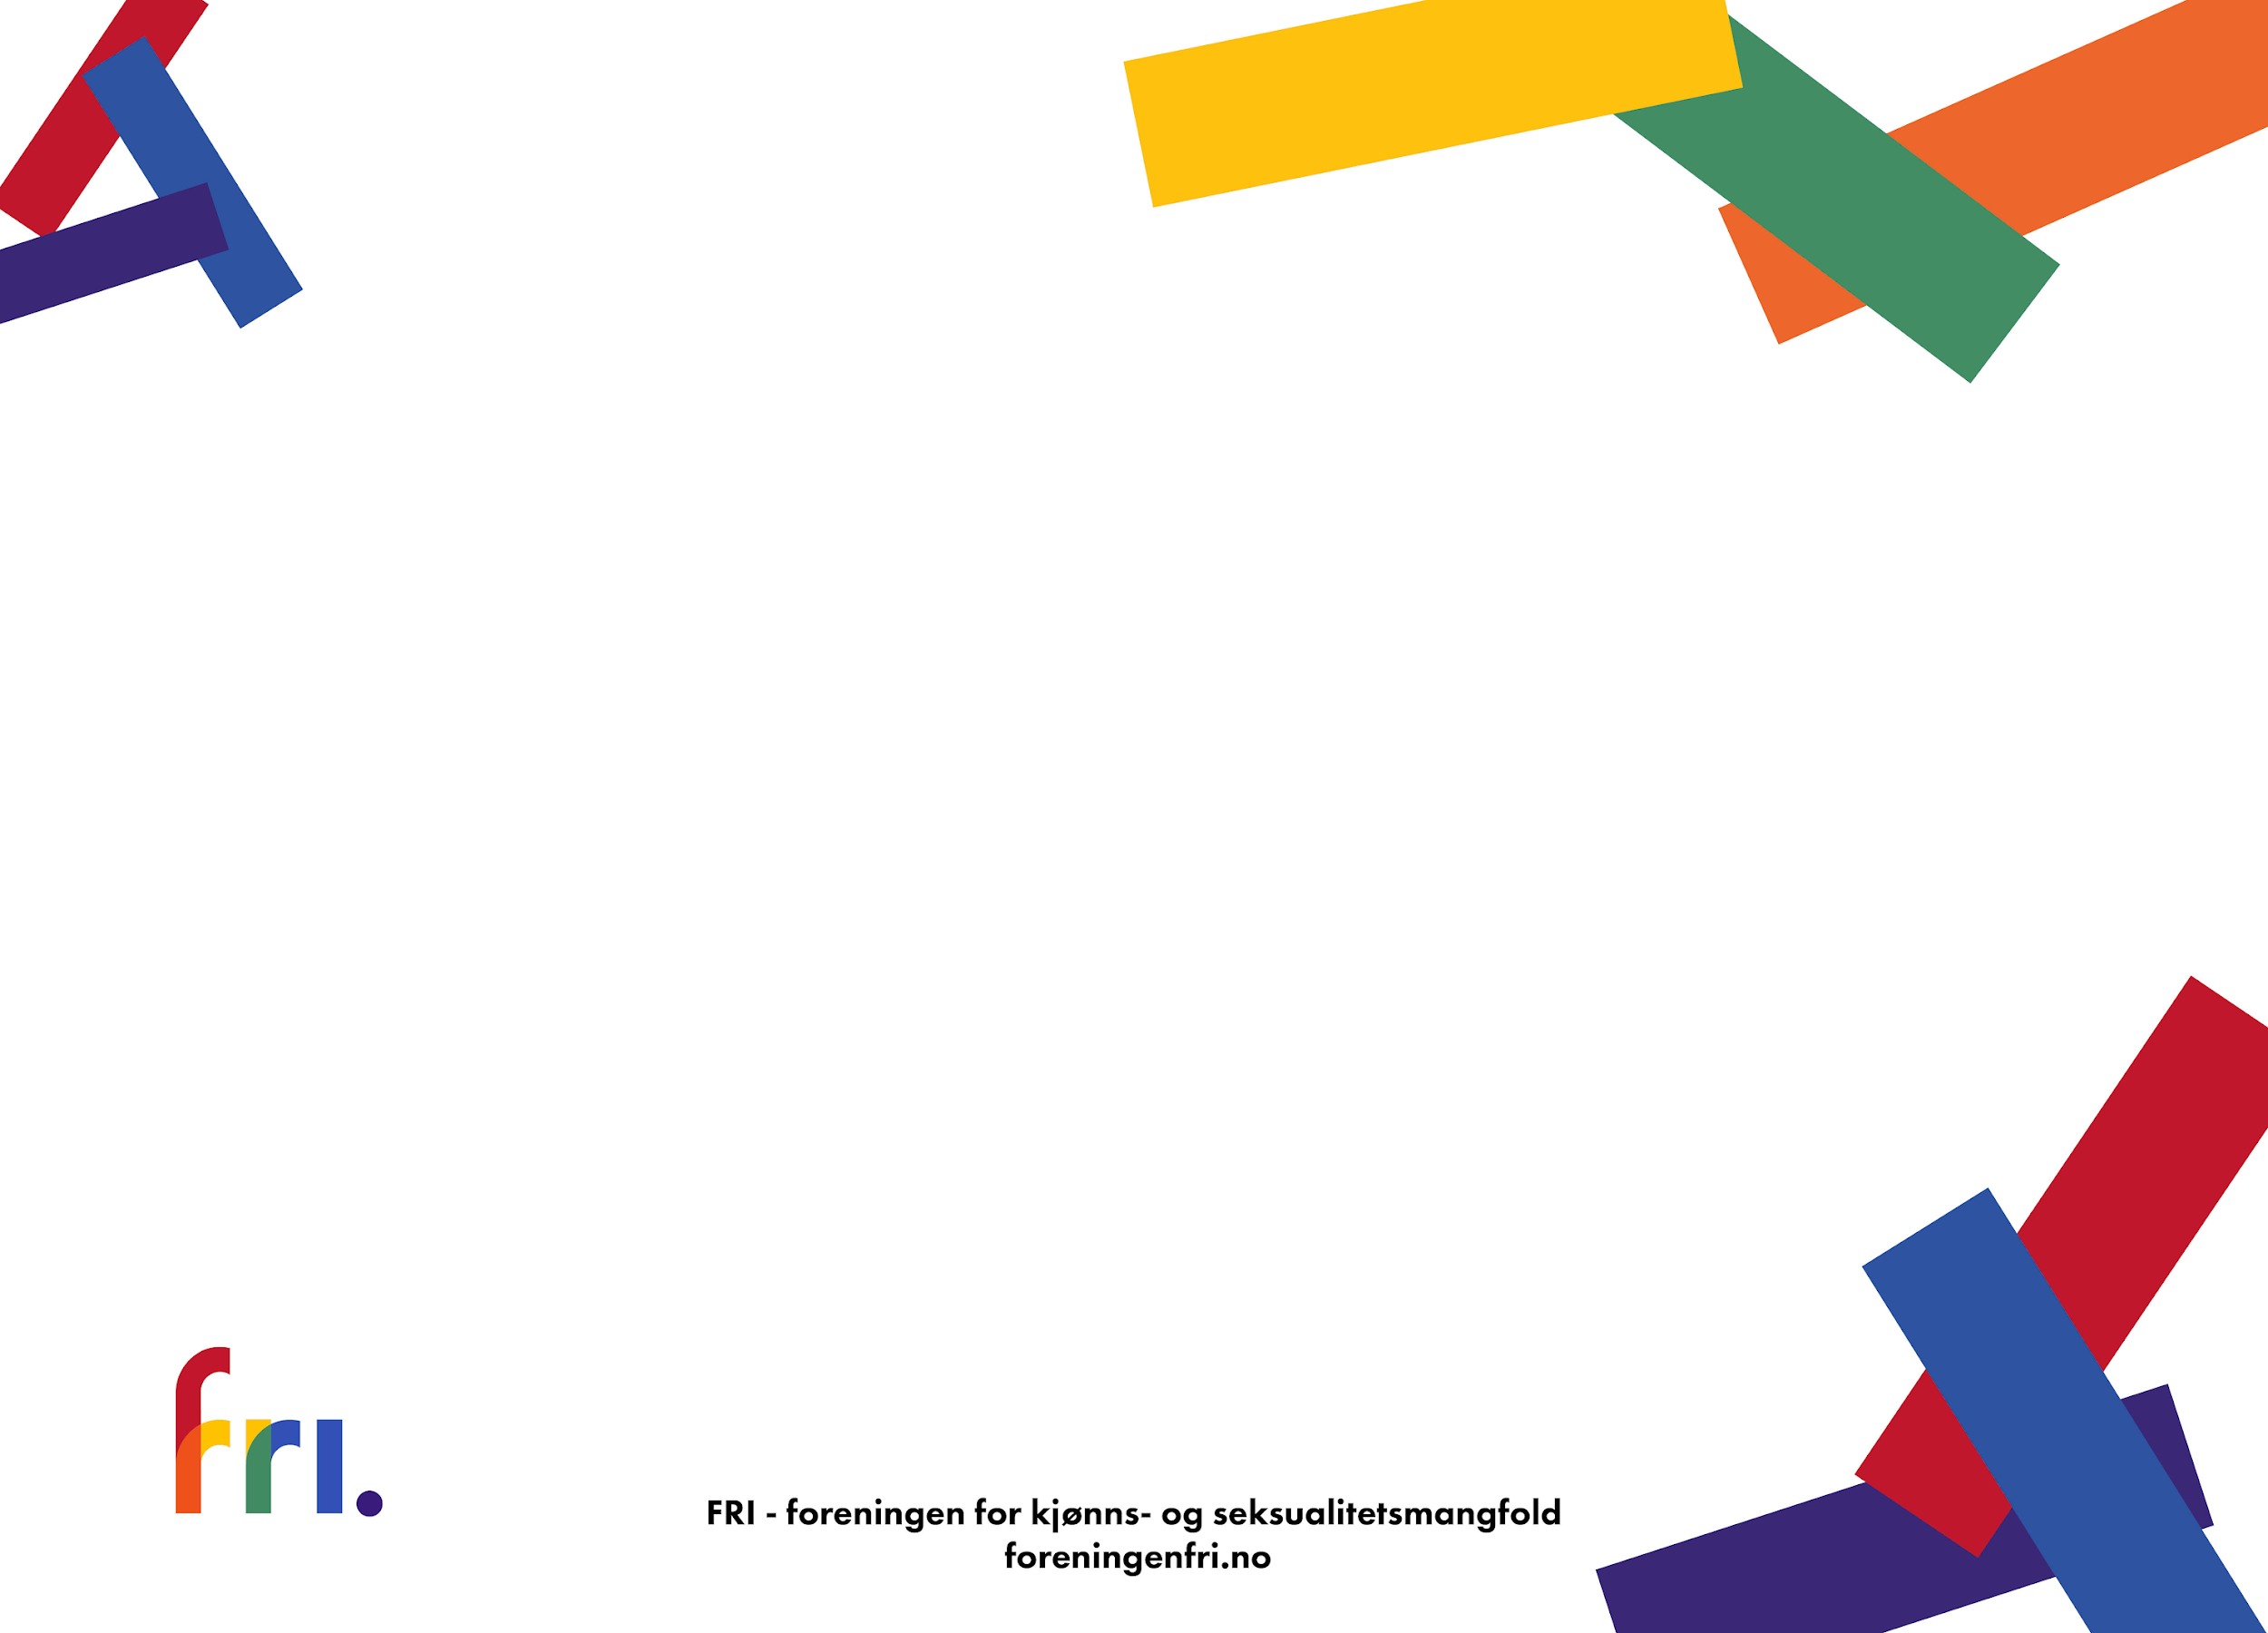 fri.
FRI - foreningen for kjønns- og seksualitetsmangfold
foreningenfri.no